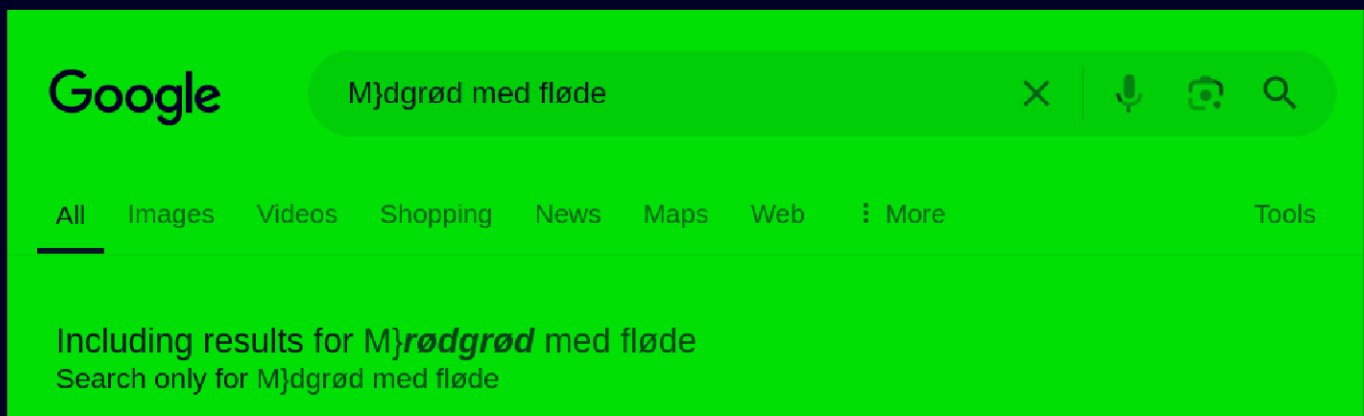 Google M}dgrød med fløde
All Images Videos Shopping News Maps Web More Tools
Including results for M}rødgrød med fløde
Search only for M}dgrød med fløde